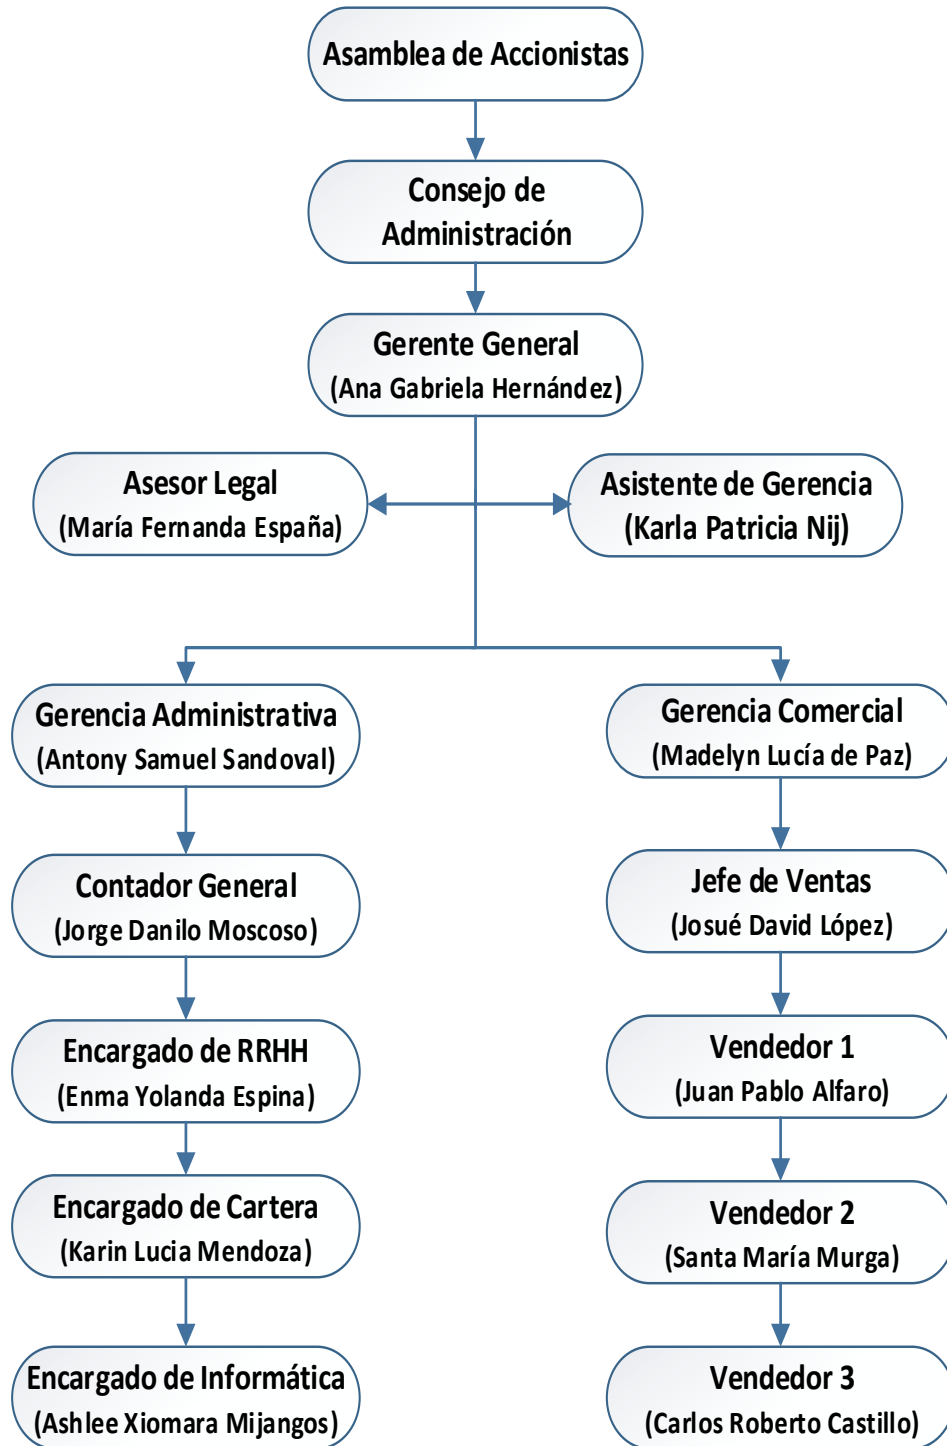 Asamblea de Accionistas
Consejo de
Administración
Gerente General
(Ana Gabriela Hernández)
Asesor Legal
(María Fernanda España)
Asistente de Gerencia
(Karla Patricia Nij)
Gerencia Administrativa
(Antony Samuel Sandoval)
Gerencia Comercial
(Madelyn Lucía de Paz)
Contador General
(Jorge Danilo Moscoso)
Jefe de Ventas
(Josué David López)
Encargado de RRHH
(Enma Yolanda Espina)
Vendedor 1
(Juan Pablo Alfaro)
Encargado de Cartera
(Karin Lucia Mendoza)
Vendedor 2
(Santa María Murga)
Encargado de Informática
(Ashlee Xiomara Mijangos)
Vendedor 3
(Carlos Roberto Castillo)